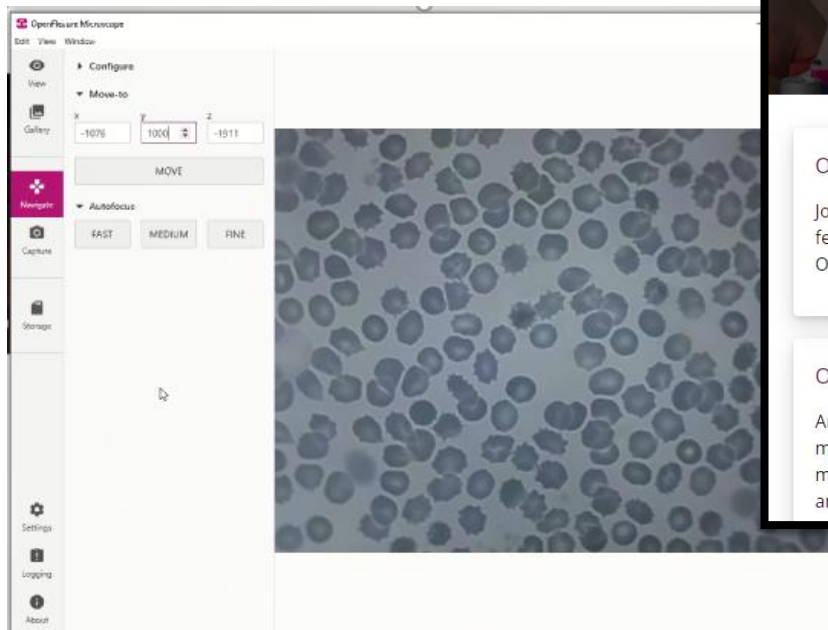 OpenFlexure Microscope
Edit View Window
View
Gallery
Navigate
Capture
Storage
Settings
Logging
About
Configure
Move-to
x y z
-1076 1000 -1911
MOVE
Autofocus
FAST MEDIUM FINE